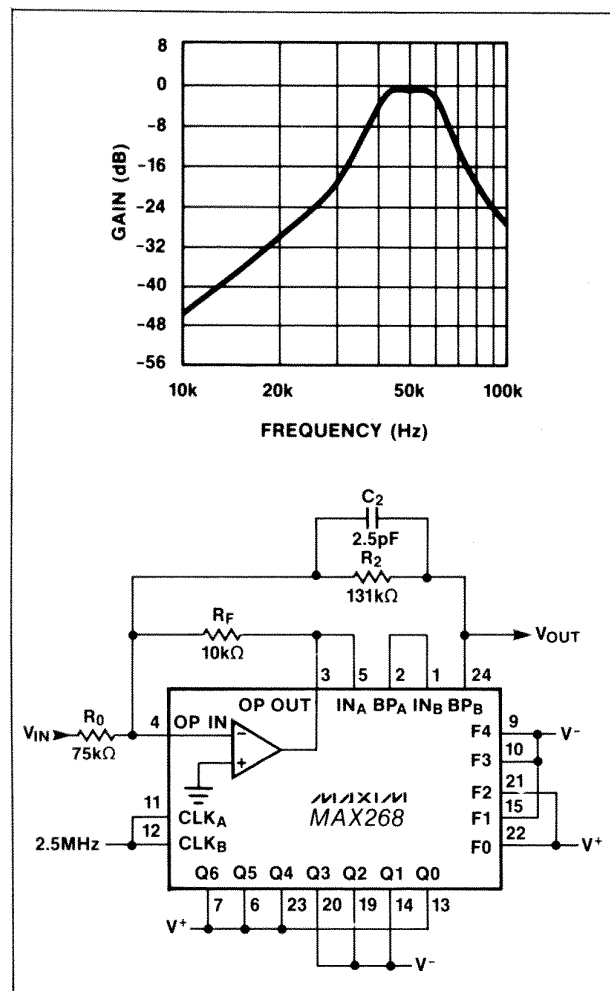 8
0
-8
-16
-24
-32
-40
-48
-56
GAIN (dB)
10k 20k 50k 100k
FREQUENCY (Hz)
C2
2.5pF
R2
131kΩ
RF
10kΩ
VOUT
3 5 2 1 24
OP OUT INA BPA INB BPB
VIN R0 4 OP IN
75kΩ
−
+
F4 9 V−
F3 10
F2 21
F1 15
F0 22 V+
MAXIM
MAX268
11 CLKA
2.5MHz 12 CLKB
Q6 Q5 Q4 Q3 Q2 Q1 Q0
7 6 23 20 19 14 13
V+
V−